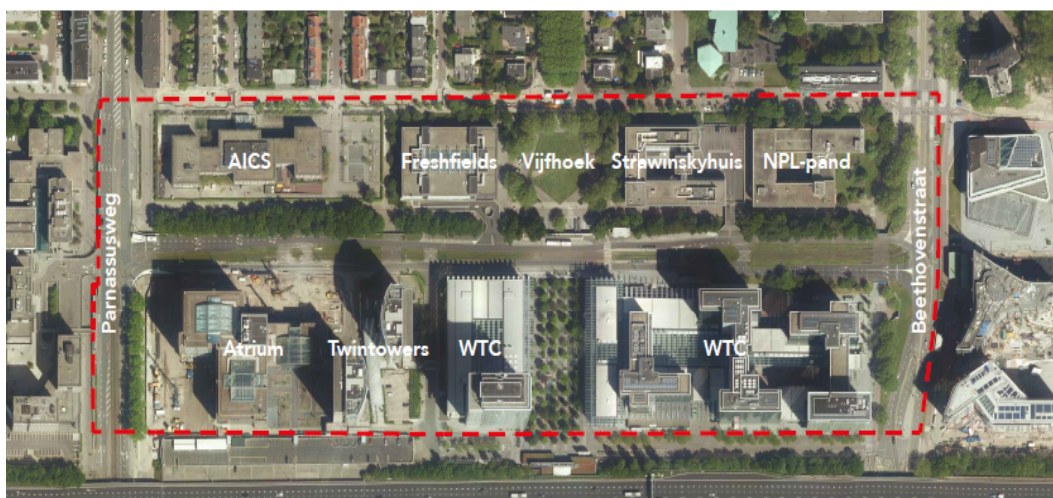 AICS
Freshfields
Vijfhoek
Strawinskyhuis
NPL-pand
Parnassusweg
Beethovenstraat
Atrium
Twintowers
WTC
WTC